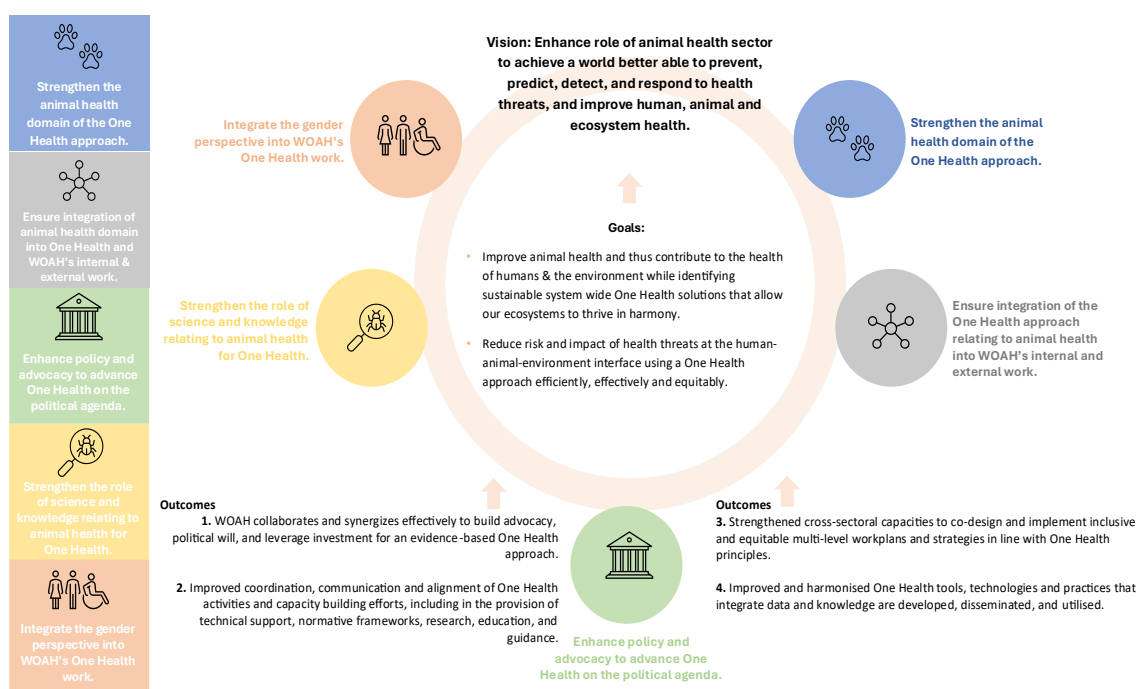 Strengthen the
animal health
domain of the One
Health approach.
Ensure integration of
animal health domain
into One Health and
WOAH's internal &
external work.
Enhance policy and
advocacy to advance
One Health on the
political agenda.
Strengthen the role
of science and
knowledge relating to
animal health for
One Health.
Integrate the gender
perspective into
WOAH's One Health
work.
Vision: Enhance role of animal health sector
to achieve a world better able to prevent,
predict, detect, and respond to health
threats, and improve human, animal and
ecosystem health.
Integrate the gender
perspective into WOAH's
One Health work.
Strengthen the animal
health domain of the
One Health approach.
Goals:
• Improve animal health and thus contribute to the health
of humans & the environment while identifying
sustainable system wide One Health solutions that allow
our ecosystems to thrive in harmony.
• Reduce risk and impact of health threats at the human-
animal-environment interface using a One Health
approach efficiently, effectively and equitably.
Strengthen the role of
science and knowledge
relating to animal health
for One Health.
Ensure integration of the
One Health approach
relating to animal health
into WOAH's internal and
external work.
Outcomes
1. WOAH collaborates and synergizes effectively to build advocacy,
political will, and leverage investment for an evidence-based One Health
approach.
2. Improved coordination, communication and alignment of One Health
activities and capacity building efforts, including in the provision of
technical support, normative frameworks, research, education, and
guidance.
Outcomes
3. Strengthened cross-sectoral capacities to co-design and implement inclusive
and equitable multi-level workplans and strategies in line with One Health
principles.
4. Improved and harmonised One Health tools, technologies and practices that
integrate data and knowledge are developed, disseminated, and utilised.
Enhance policy and
advocacy to advance One
Health on the political agenda.